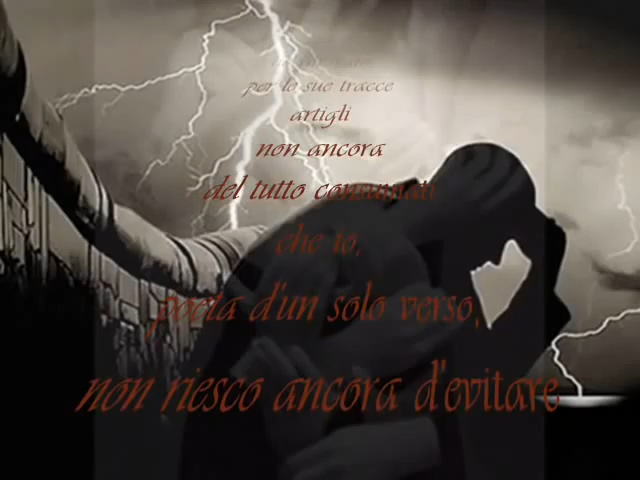 per le sue tracce
artigli
non ancora
del tutto consumati
che io,
poeta d'un solo verso,
non riesco ancora d'evitare